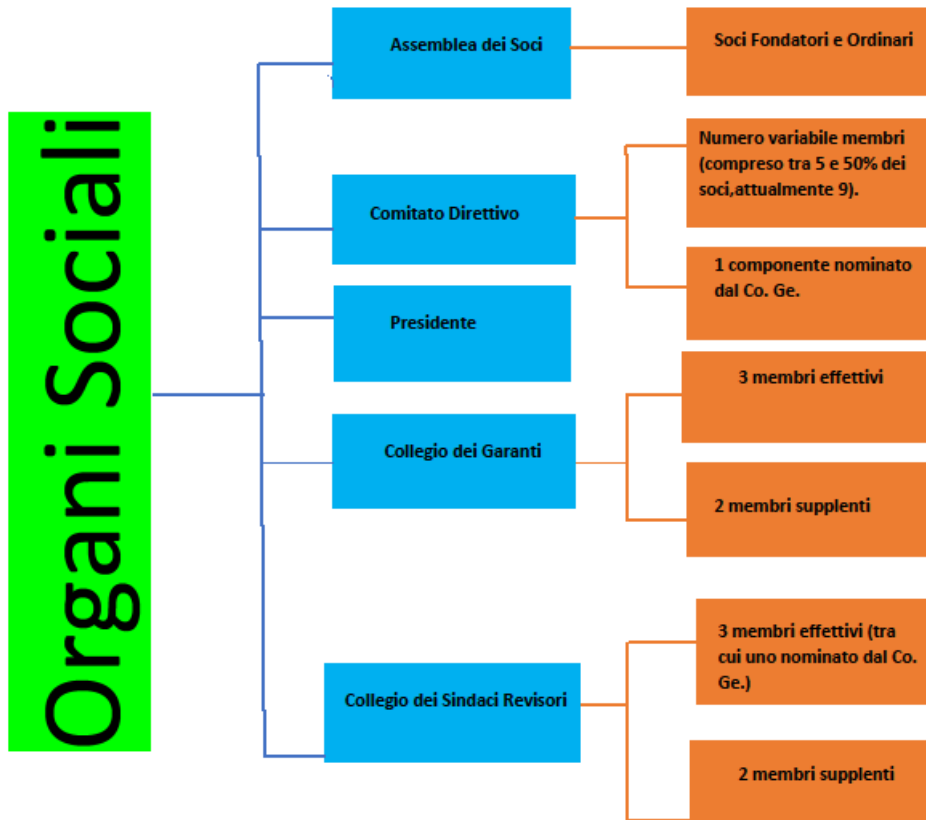 Organi Sociali
Assemblea dei Soci
Soci Fondatori e Ordinari
Comitato Direttivo
Numero variabile membri
(compreso tra 5 e 50% dei
soci,attualmente 9).
1 componente nominato
dal Co. Ge.
Presidente
Collegio dei Garanti
3 membri effettivi
2 membri supplenti
Collegio dei Sindaci Revisori
3 membri effettivi (tra
cui uno nominato dal Co.
Ge.)
2 membri supplenti